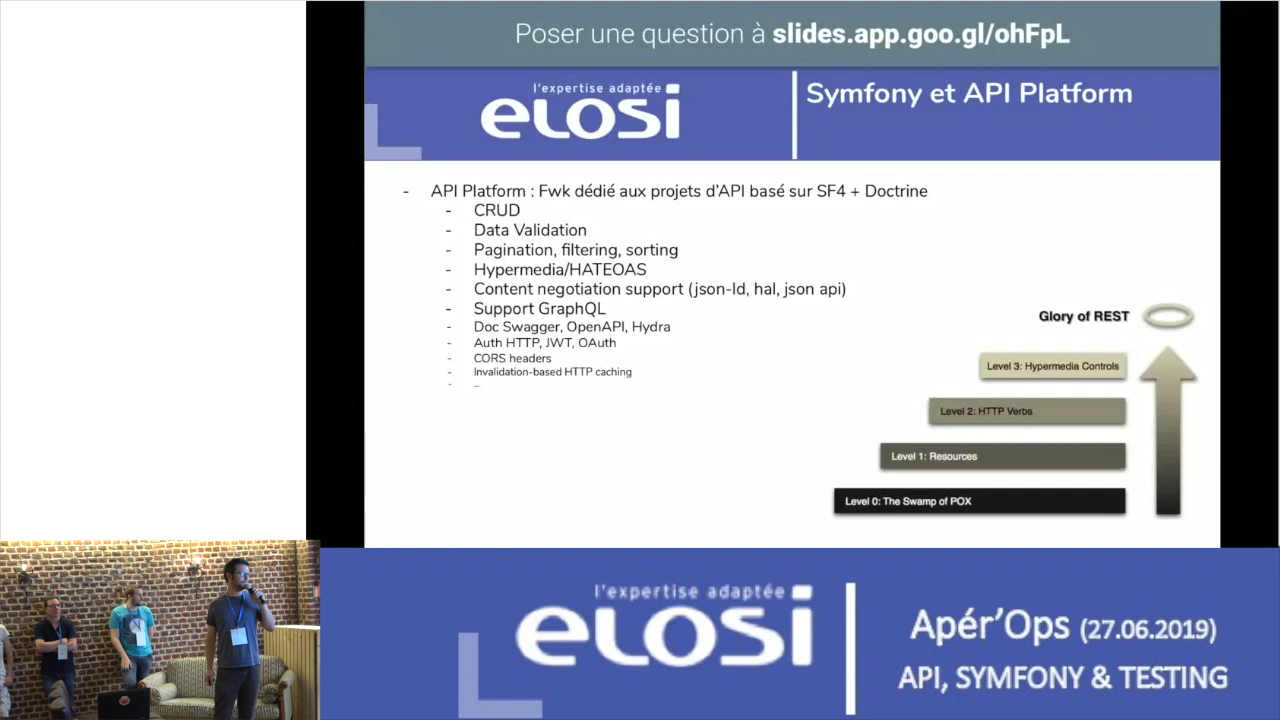 Poser une question à slides.app.goo.gl/ohFpL
l'expertise adaptée
eLOSi
Symfony et API Platform
- API Platform : Fwk dédié aux projets d'API basé sur SF4 + Doctrine
- CRUD
- Data Validation
- Pagination, filtering, sorting
- Hypermedia/HATEOAS
- Content negotiation support (json-ld, hal, json api)
- Support GraphQL
- Doc Swagger, OpenAPI, Hydra
- Auth HTTP, JWT, OAuth
- CORS headers
- Invalidation-based HTTP caching
- ...
Glory of REST
Level 3: Hypermedia Controls
Level 2: HTTP Verbs
Level 1: Resources
Level 0: The Swamp of POX
l'expertise adaptée
eLOSi
Apér'Ops (27.06.2019)
API, SYMFONY & TESTING